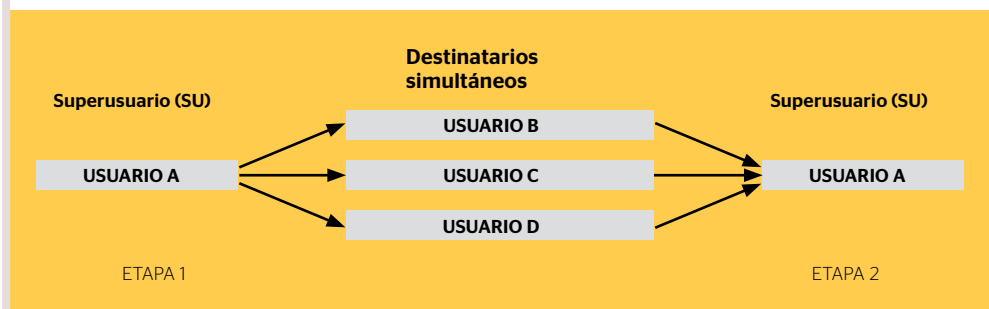 Destinatarios
simultáneos
Superusuario (SU)
Superusuario (SU)
USUARIO B
USUARIO A
USUARIO C
USUARIO A
USUARIO D
ETAPA 1
ETAPA 2